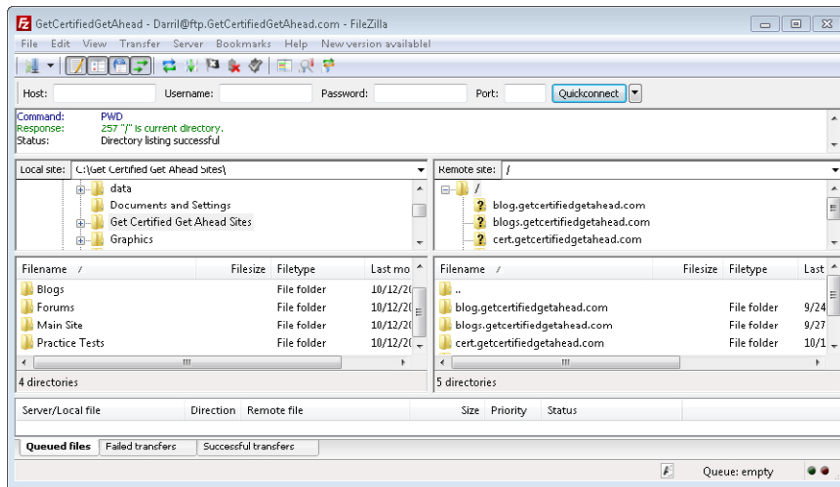 GetCertifiedGetAhead - Darril@ftp.GetCertifiedGetAhead.com - FileZilla
File Edit View Transfer Server Bookmarks Help New version available!
Host: Username: Password: Port: Quickconnect
Command: PWD
Response: 257 "/" is current directory.
Status: Directory listing successful
Local site: C:\Get Certified Get Ahead Sites\
data
Documents and Settings
Get Certified Get Ahead Sites
Graphics
Remote site: /
/
blog.getcertifiedgetahead.com
blogs.getcertifiedgetahead.com
cert.getcertifiedgetahead.com
Filename / Filesize Filetype Last mo
Blogs File folder 10/12/20
Forums File folder 10/12/20
Main Site File folder 10/12/20
Practice Tests File folder 10/12/20
4 directories
Filename / Filesize Filetype Last
..
blog.getcertifiedgetahead.com File folder 9/24
blogs.getcertifiedgetahead.com File folder 9/27
cert.getcertifiedgetahead.com File folder 10/1
5 directories
Server/Local file Direction Remote file Size Priority Status
Queued files Failed transfers Successful transfers
Queue: empty